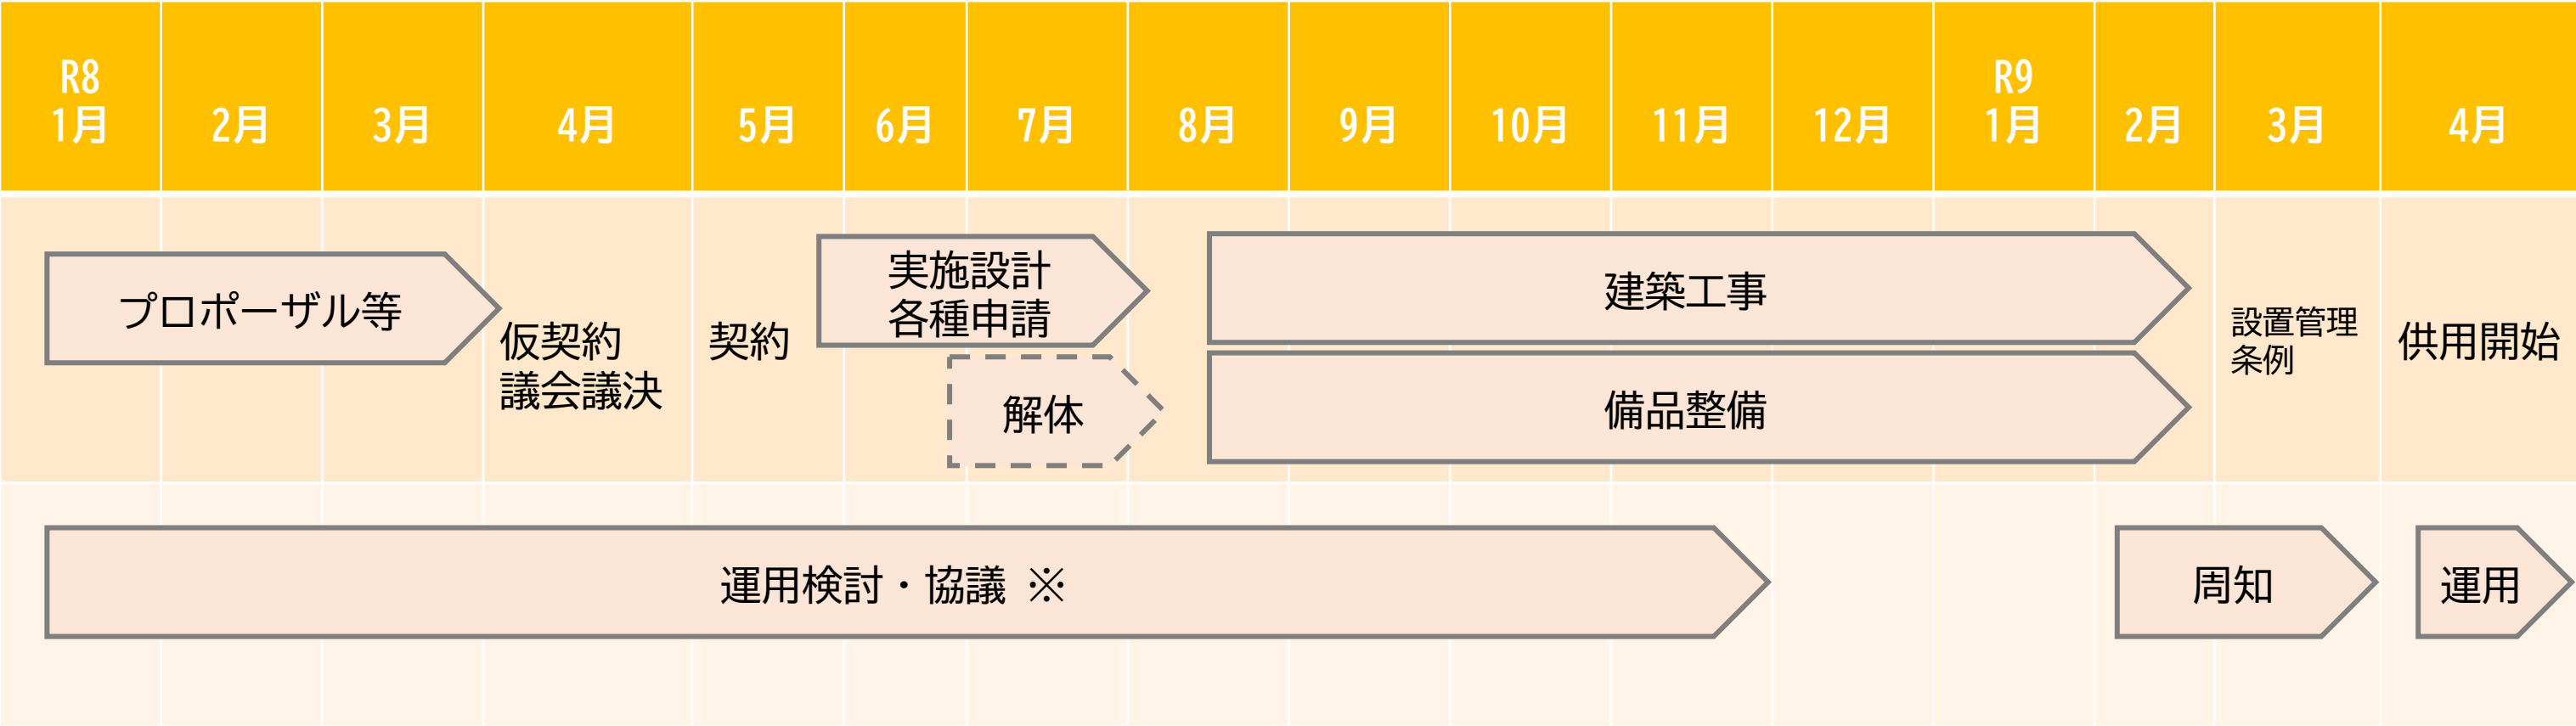 R8
1月
2月
3月
4月
5月
6月
7月
8月
9月
10月
11月
12月
R9
1月
2月
3月
4月
プロポーザル等
仮契約
議会議決
契約
実施設計
各種申請
解体
建築工事
備品整備
設置管理
条例
供用開始
運用検討・協議 ※
周知
運用